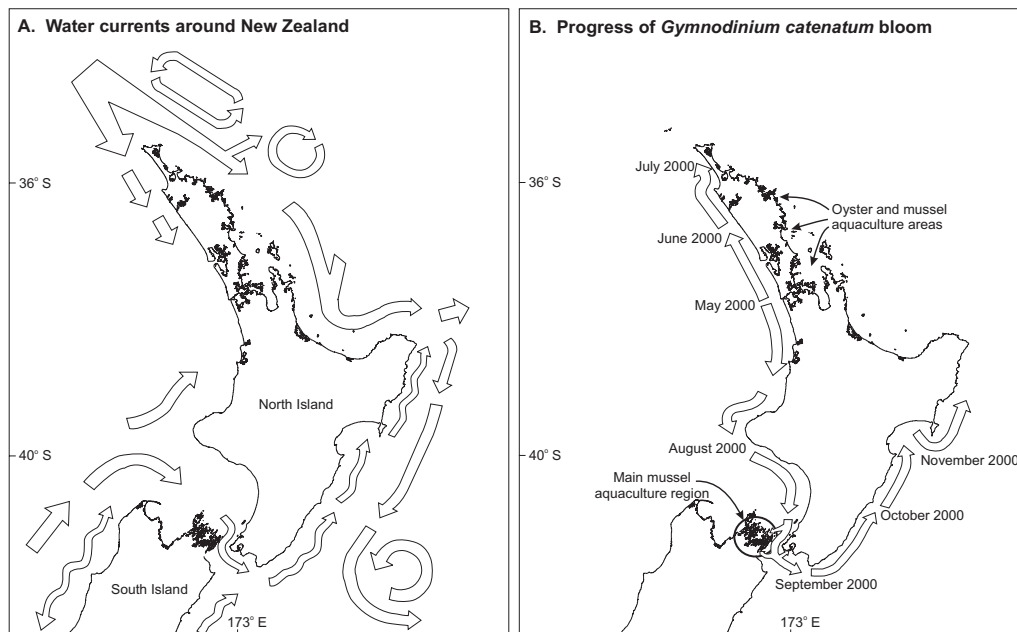 A. Water currents around New Zealand
36° S
North Island
40° S
South Island
173° E
B. Progress of Gymnodinium catenatum bloom
July 2000
36° S
Oyster and mussel
aquaculture areas
June 2000
May 2000
August 2000
40° S
November 2000
Main mussel
aquaculture region
October 2000
September 2000
173° E